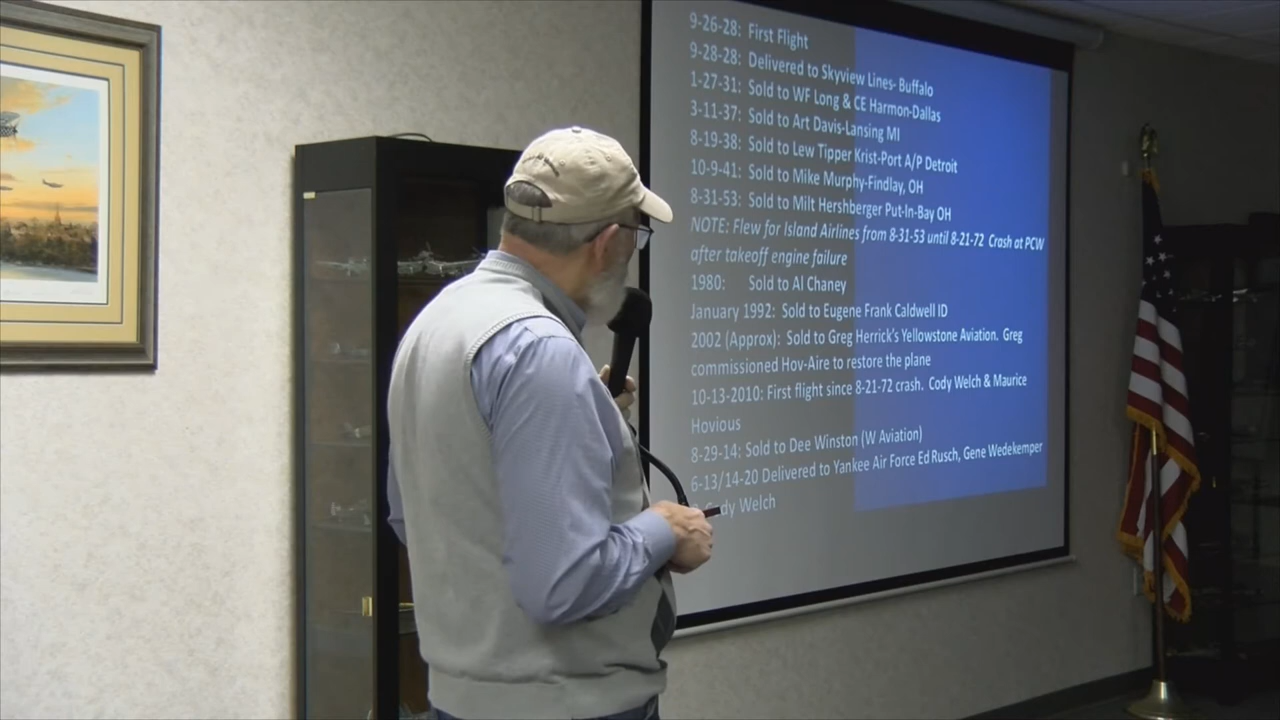 9-26-28: First Flight
9-28-28: Delivered to Skyview Lines- Buffalo
1-27-31: Sold to WF Long & CE Harmon-Dallas
3-11-37: Sold to Art Davis-Lansing MI
8-19-38: Sold to Lew Tipper Krist-Port A/P Detroit
10-9-41: Sold to Mike Murphy-Findlay, OH
8-31-53: Sold to Milt Hershberger Put-In-Bay OH
NOTE: Flew for Island Airlines from 8-31-53 until 8-21-72 Crash at PCW
after takeoff engine failure
1980: Sold to Al Chaney
January 1992: Sold to Eugene Frank Caldwell ID
2002 (Approx): Sold to Greg Herrick's Yellowstone Aviation. Greg
commissioned Hov-Aire to restore the plane
10-13-2010: First flight since 8-21-72 crash. Cody Welch & Maurice
Hovious
8-29-14: Sold to Dee Winston (W Aviation)
6-13/14-20 Delivered to Yankee Air Force Ed Rusch, Gene Wedekemper
Cody Welch